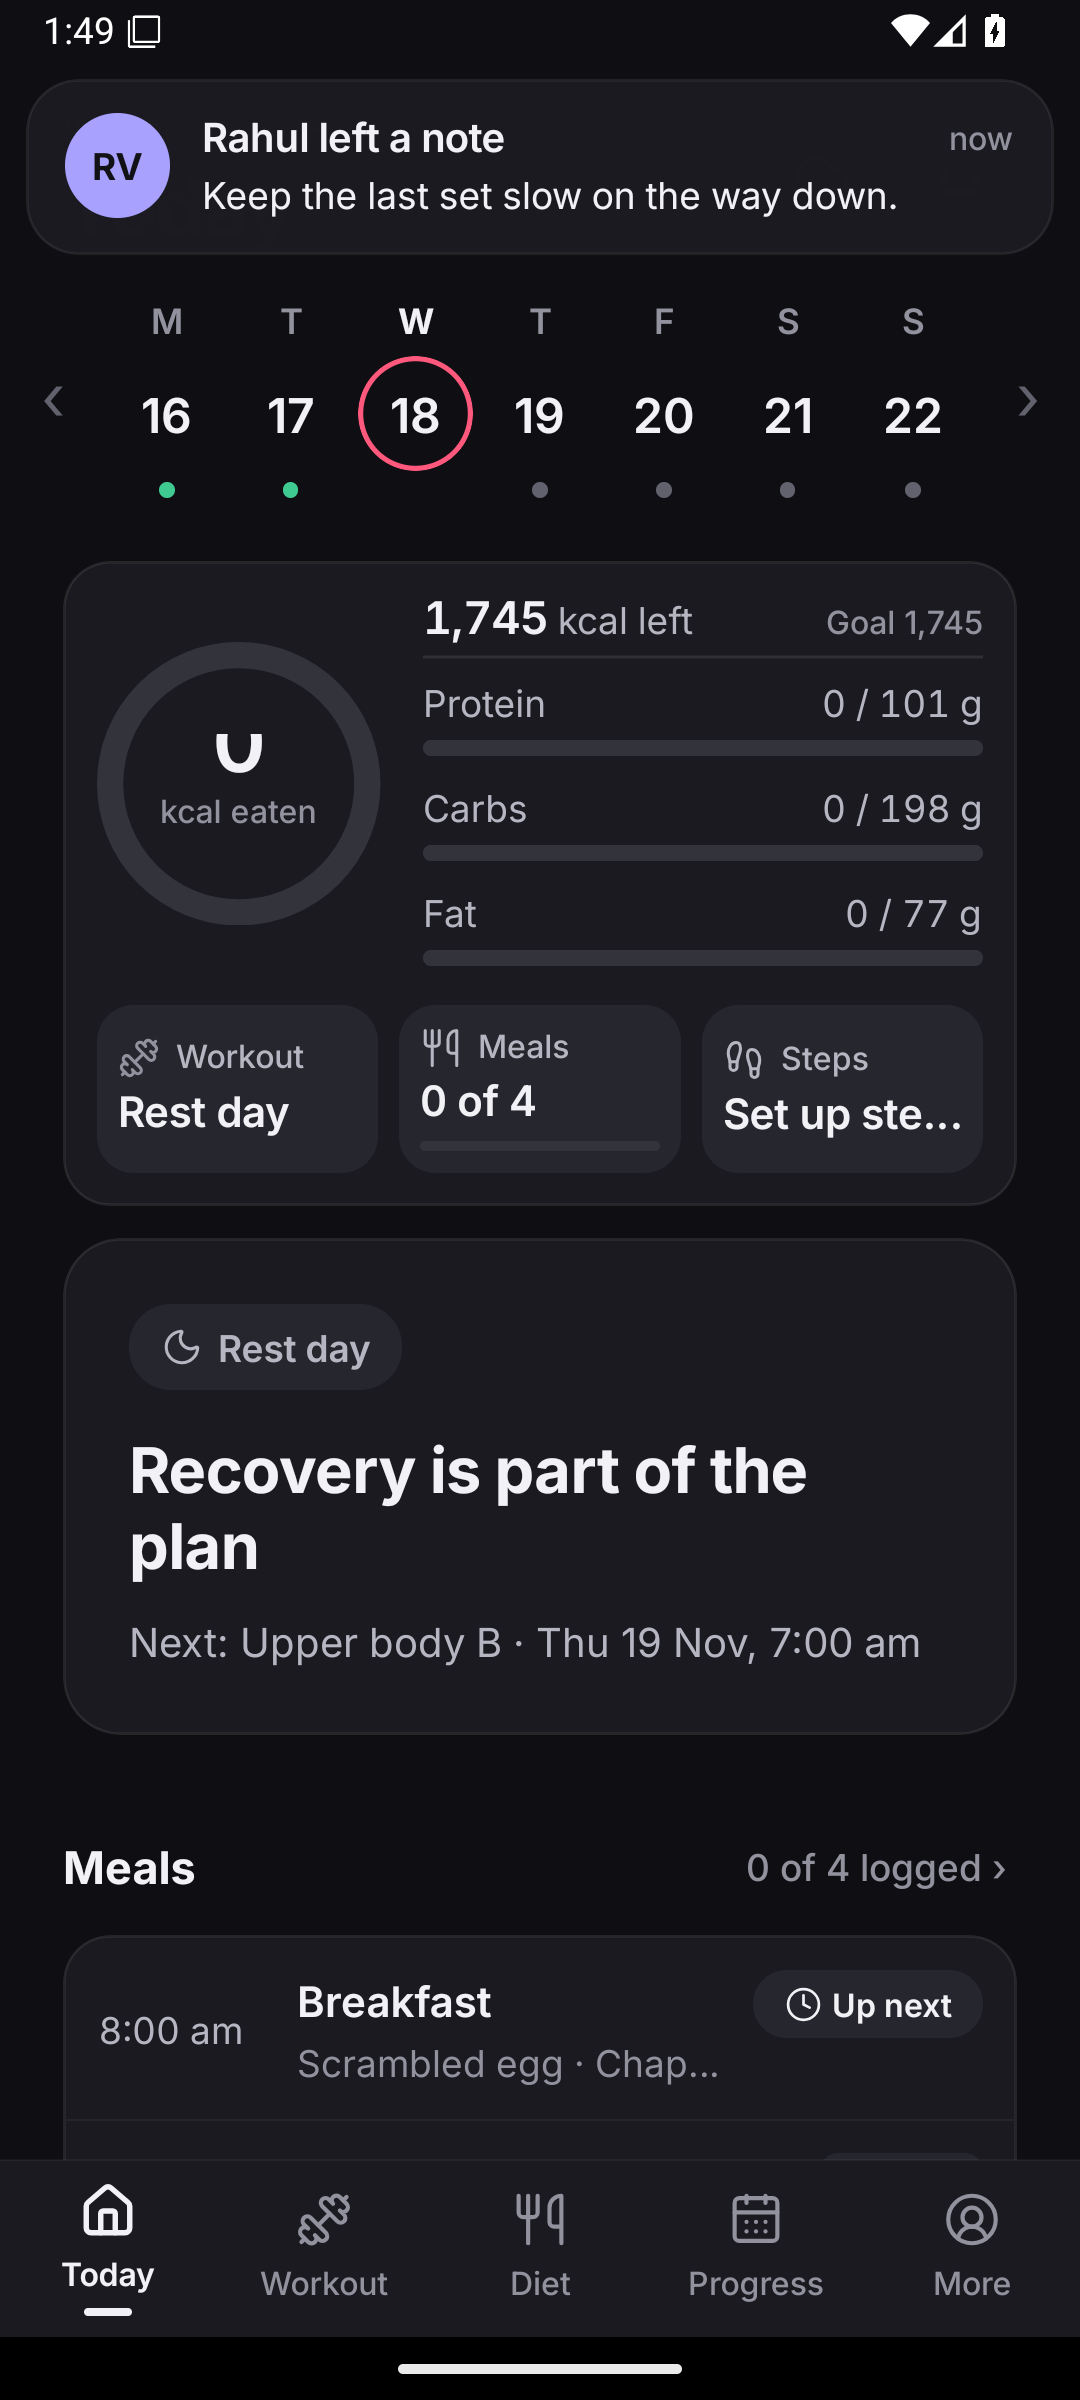 1:49
RV
Rahul left a note
now
Keep the last set slow on the way down.
M T W T F S S
‹ 16 17 18 19 20 21 22 ›
1,745 kcal left
Goal 1,745
0
kcal eaten
Protein 0 / 101 g
Carbs 0 / 198 g
Fat 0 / 77 g
Workout
Rest day
Meals
0 of 4
Steps
Set up ste...
Rest day
Recovery is part of the
plan
Next: Upper body B · Thu 19 Nov, 7:00 am
Meals
0 of 4 logged ›
8:00 am
Breakfast
Scrambled egg · Chap...
Up next
Today
Workout
Diet
Progress
More